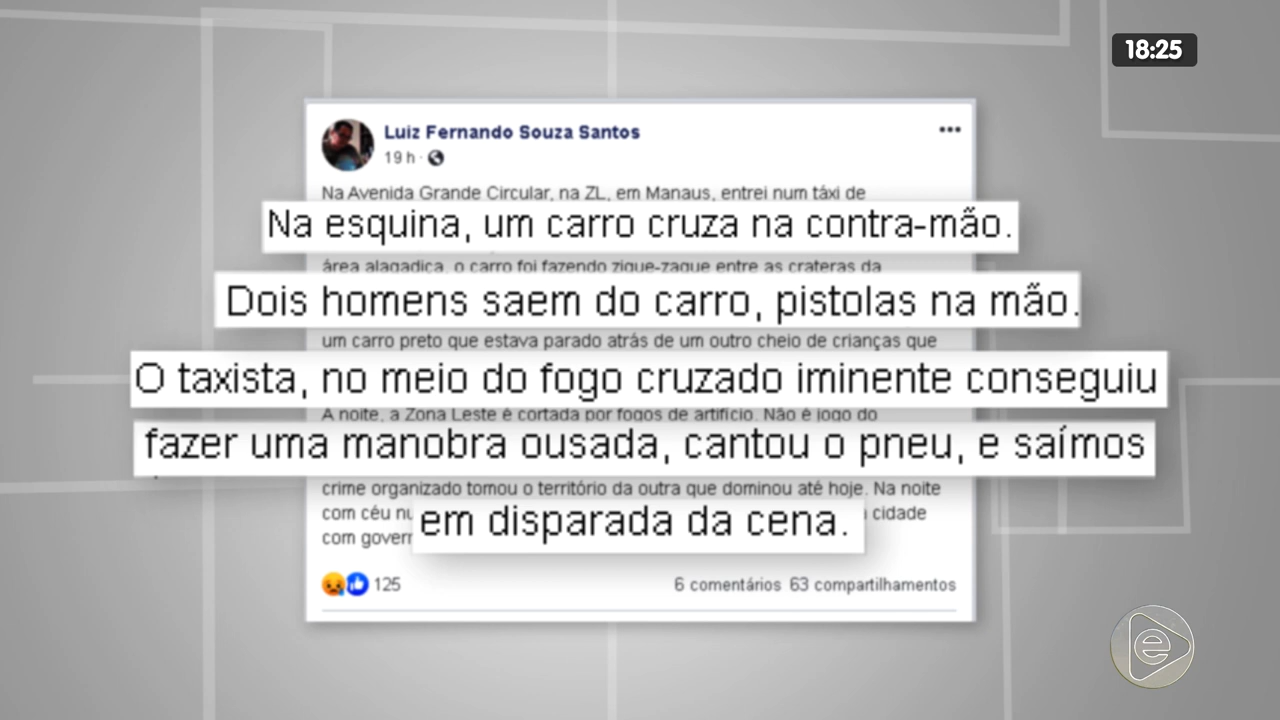 18:25
Luiz Fernando Souza Santos
19 h ·
Na Avenida Grande Circular, na ZL, em Manaus, entrei num táxi de
Na esquina, um carro cruza na contra-mão.
área alagadiça, o carro foi fazendo zigue-zague entre as crateras da
Dois homens saem do carro, pistolas na mão.
um carro preto que estava parado atrás de um outro cheio de crianças que
O taxista, no meio do fogo cruzado iminente conseguiu
A noite, a Zona Leste é cortada por fogos de artifício. Não é jogo do
fazer uma manobra ousada, cantou o pneu, e saímos
crime organizado tomou o território da outra que dominou até hoje. Na noite
com céu cidade
em disparada da cena.
com
125
6 comentários 63 compartilhamentos
e